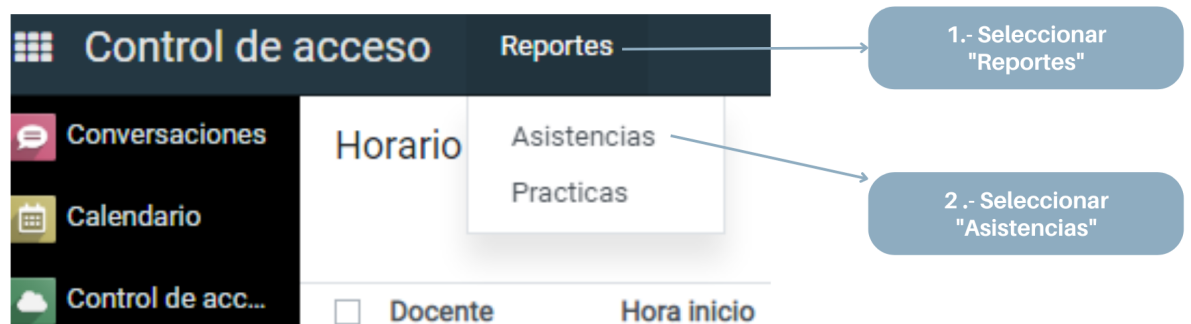 Control de acceso
Reportes
1.- Seleccionar
"Reportes"
Conversaciones
Horario
Asistencias
Practicas
Calendario
2 .- Seleccionar
"Asistencias"
Control de acc...
Docente
Hora inicio